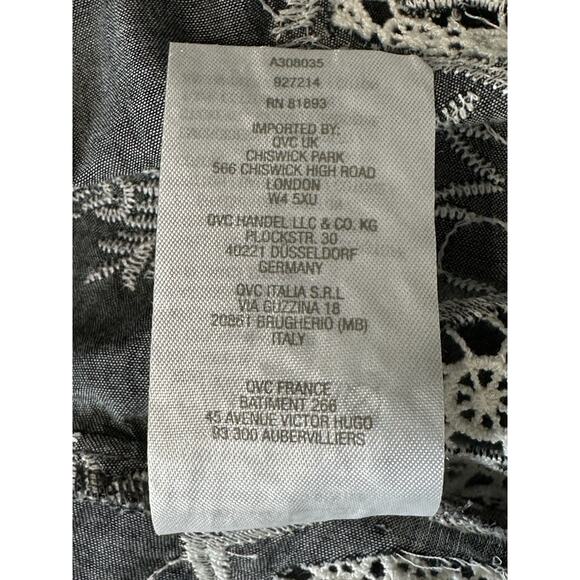 A308035
927214
RN 81893
IMPORTED BY:
QVC UK
CHISWICK PARK
566 CHISWICK HIGH ROAD
LONDON
W4 5XU
QVC HANDEL LLC & CO. KG
PLOCKSTR. 30
40221 DÜSSELDORF
GERMANY
QVC ITALIA S.R.L
VIA GUZZINA 18
20861 BRUGHERIO (MB)
ITALY
QVC FRANCE
BATIMENT 266
45 AVENUE VICTOR HUGO
93 300 AUBERVILLIERS